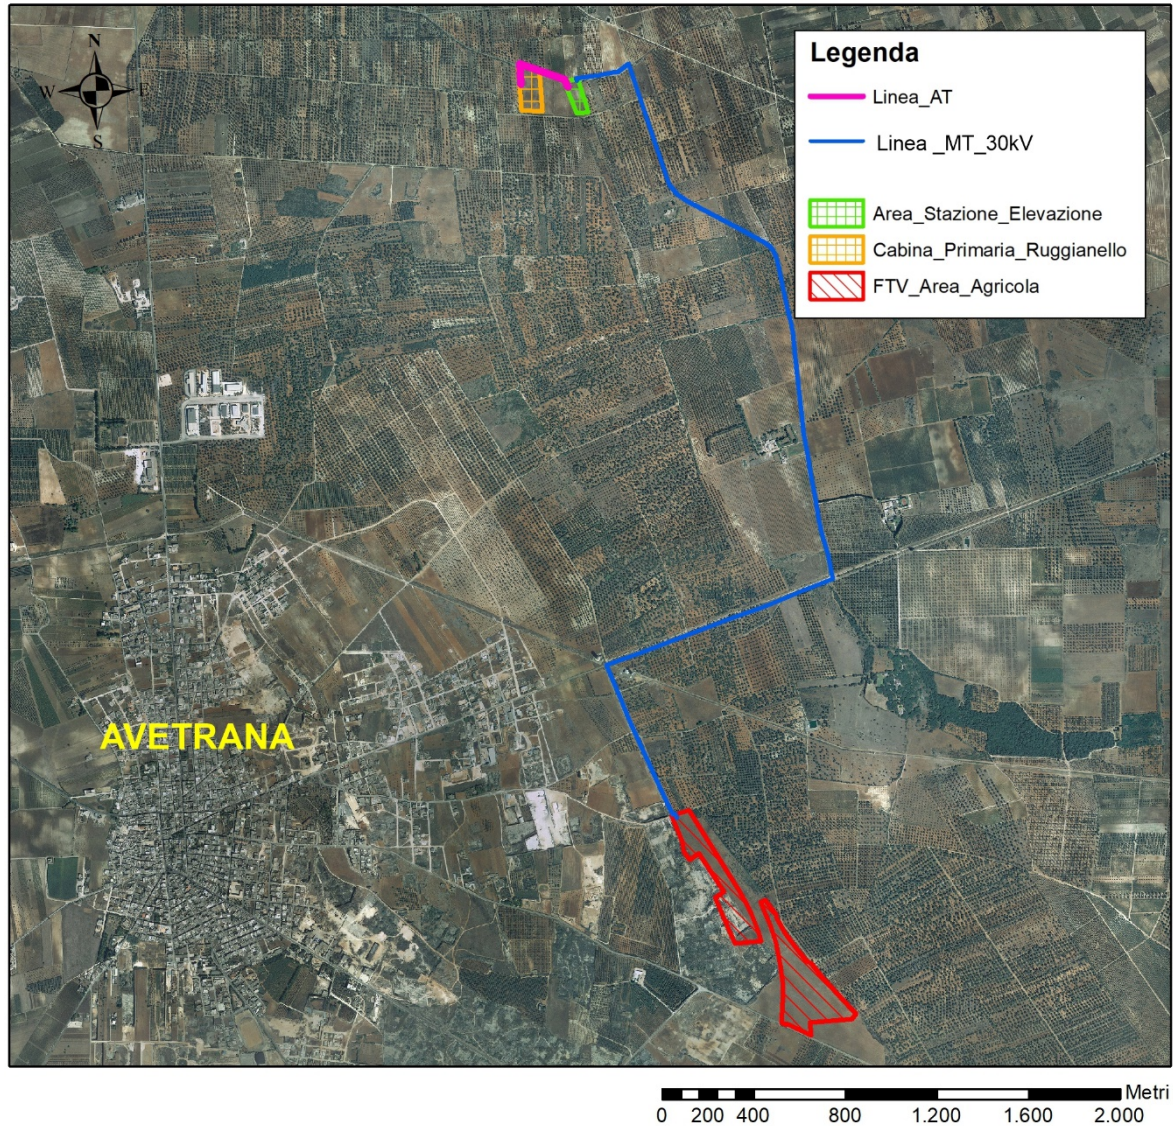 N
W E
S
Legenda
Linea_AT
Linea _MT_30kV
Area_Stazione_Elevazione
Cabina_Primaria_Ruggianello
FTV_Area_Agricola
AVETRANA
Metri
0 200 400 800 1.200 1.600 2.000